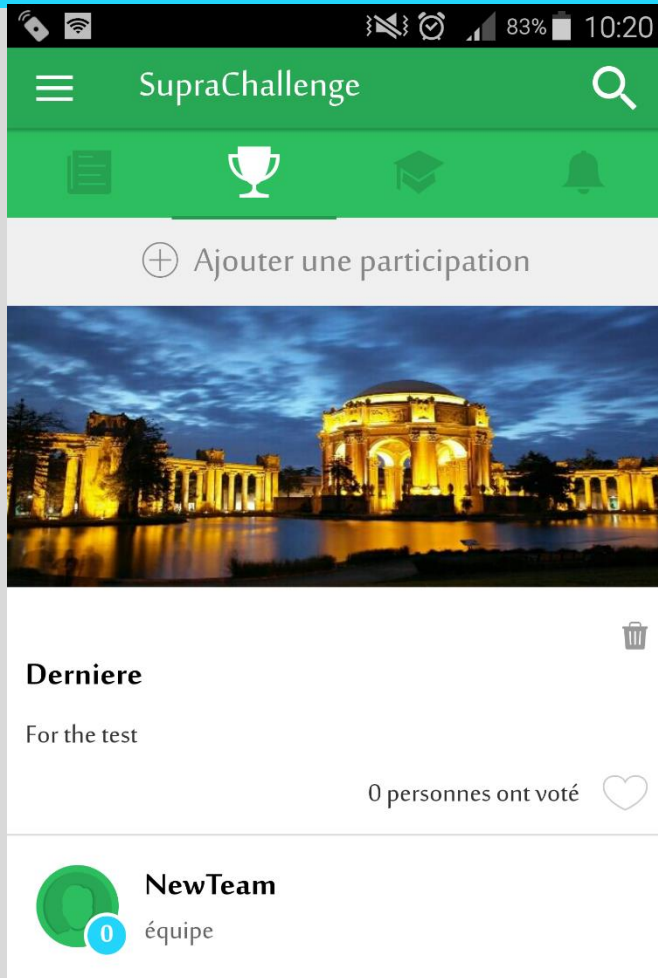 83% 10:20
SupraChallenge
Ajouter une participation
Derniere
For the test
0 personnes ont voté
NewTeam
0
équipe